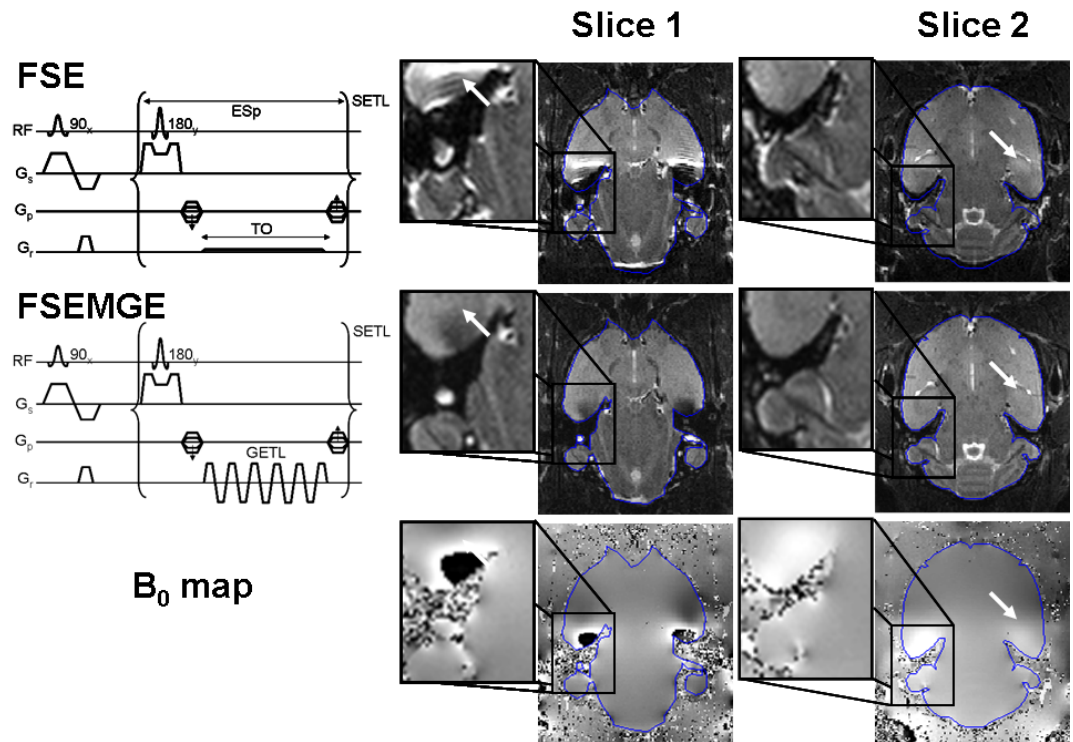 Slice 1
Slice 2
FSE
SETL
ESp
RF
90x
180y
Gs
Gp
TO
Gr
FSEMGE
SETL
RF
90x
180y
Gs
Gp
GETL
Gr
B₀ map